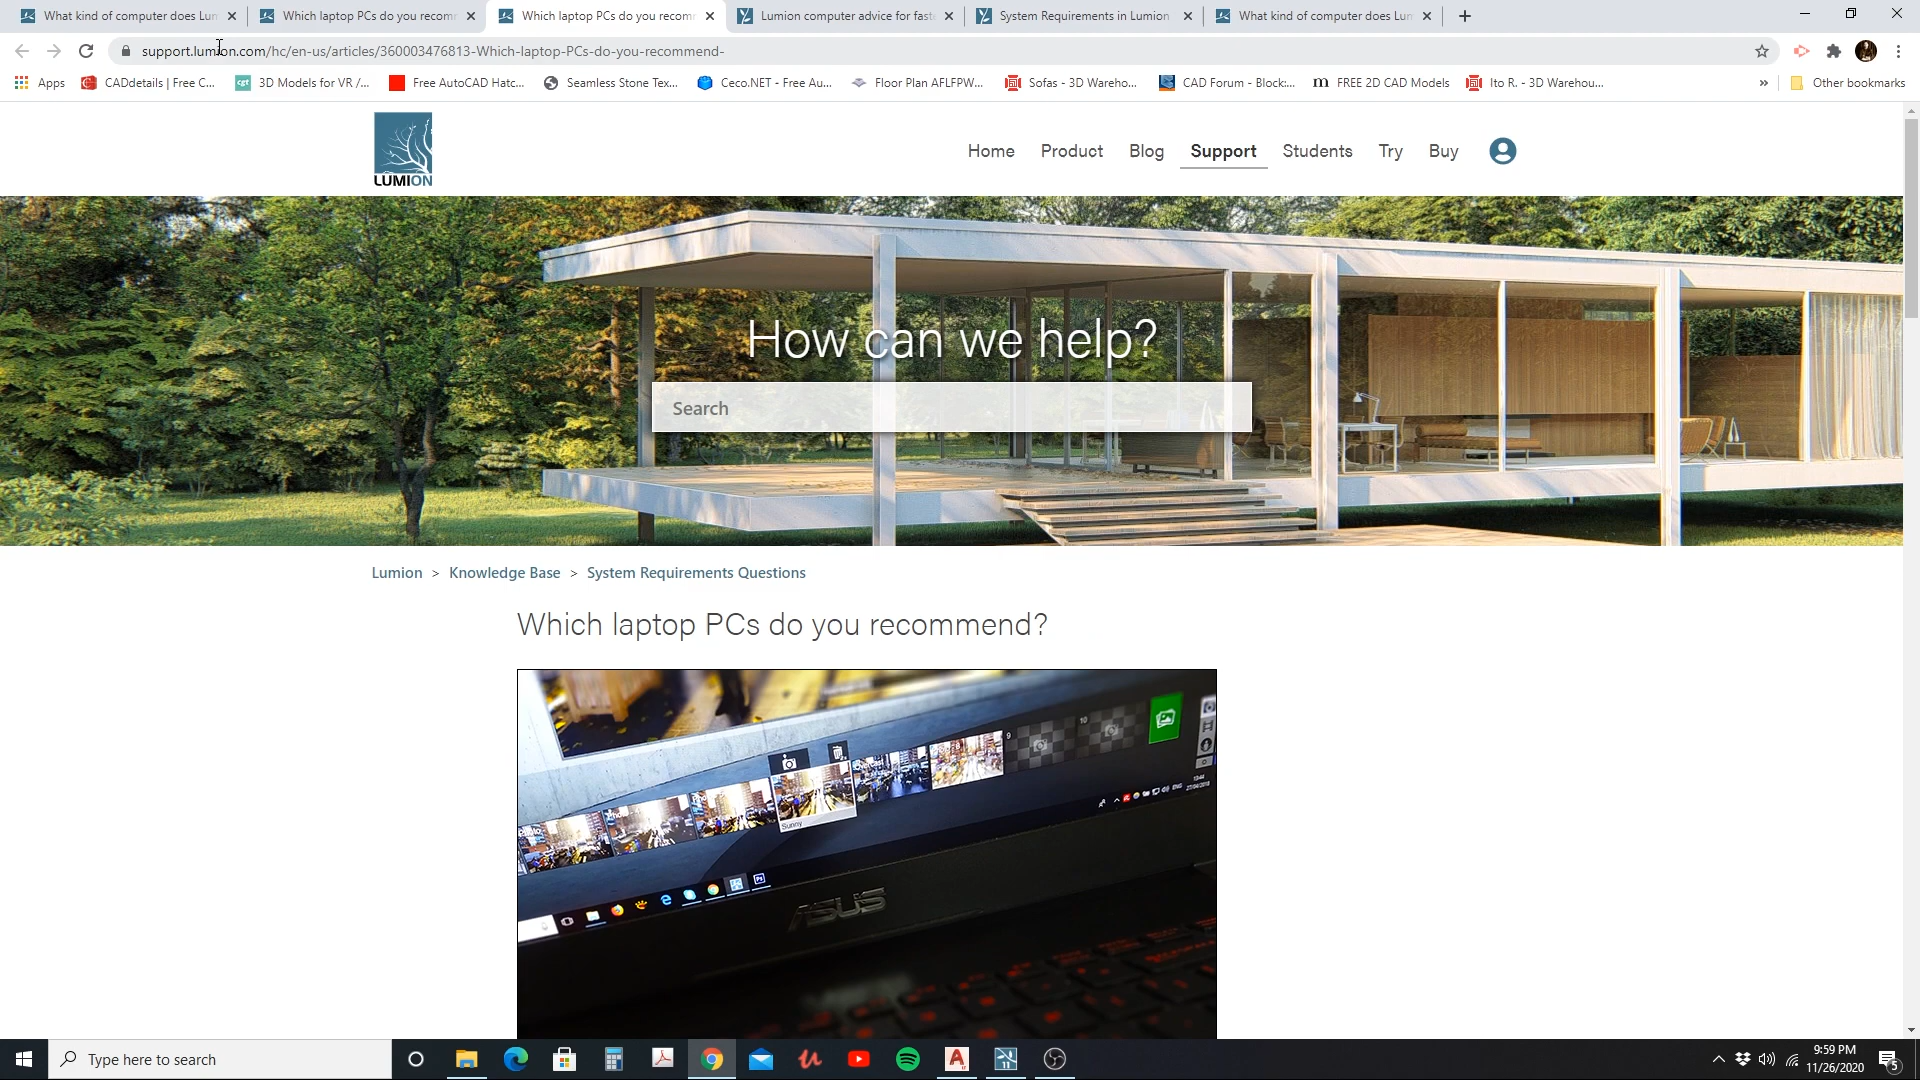 What kind of computer does Lum
Which laptop PCs do you recomm
Which laptop PCs do you recomm
Lumion computer advice for fast
System Requirements in Lumion
What kind of computer does Lum
support.lumion.com/hc/en-us/articles/360003476813-Which-laptop-PCs-do-you-recommend-
Apps
CADdetails | Free C...
3D Models for VR /...
Free AutoCAD Hatc...
Seamless Stone Tex...
Ceco.NET - Free Au...
Floor Plan AFLFPW...
Sofas - 3D Wareho...
CAD Forum - Block:...
FREE 2D CAD Models
Ito R. - 3D Warehou...
Other bookmarks
LUMION
Home
Product
Blog
Support
Students
Try
Buy
How can we help?
Search
Lumion > Knowledge Base > System Requirements Questions
Which laptop PCs do you recommend?
9
10
Sunny
ASUS
Type here to search
9:59 PM
11/26/2020
5